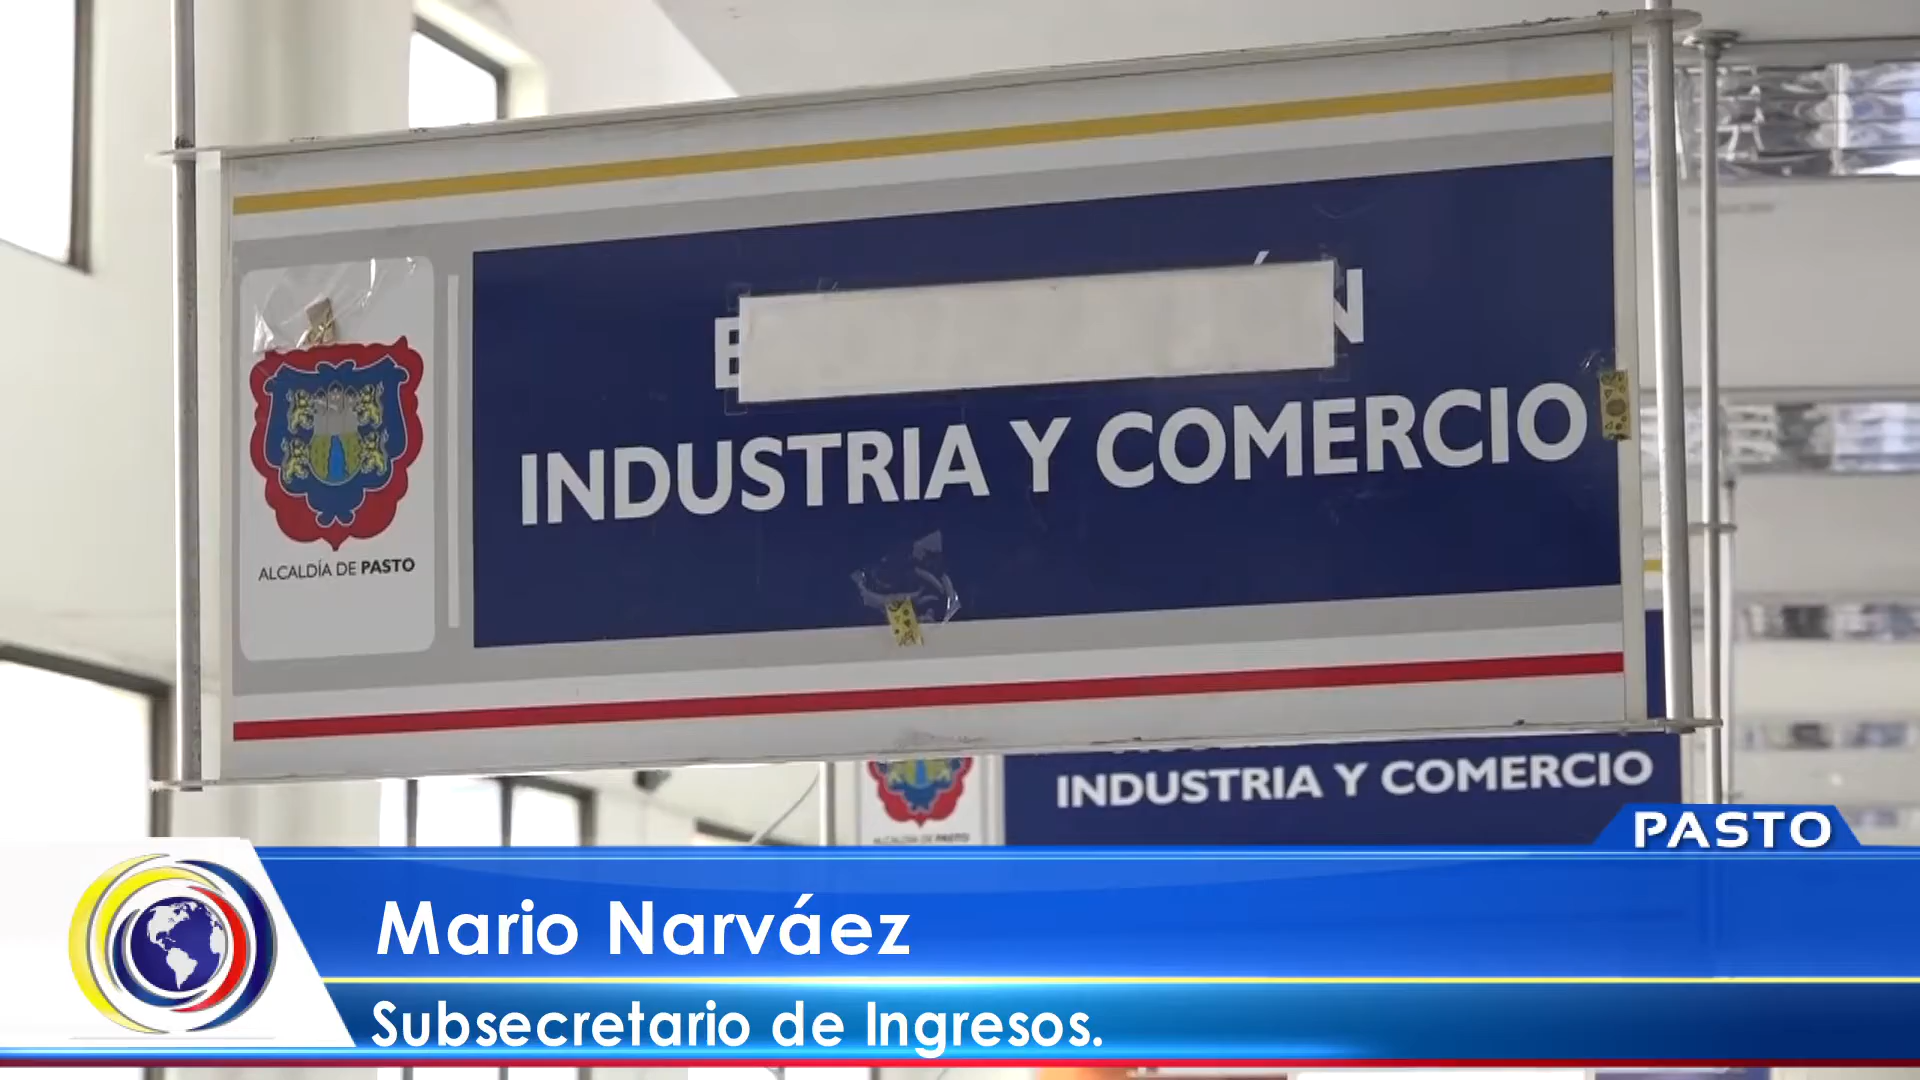 INDUSTRIA Y COMERCIO
ALCALDÍA DE PASTO
INDUSTRIA Y COMERCIO
PASTO
Mario Narváez
Subsecretario de Ingresos.